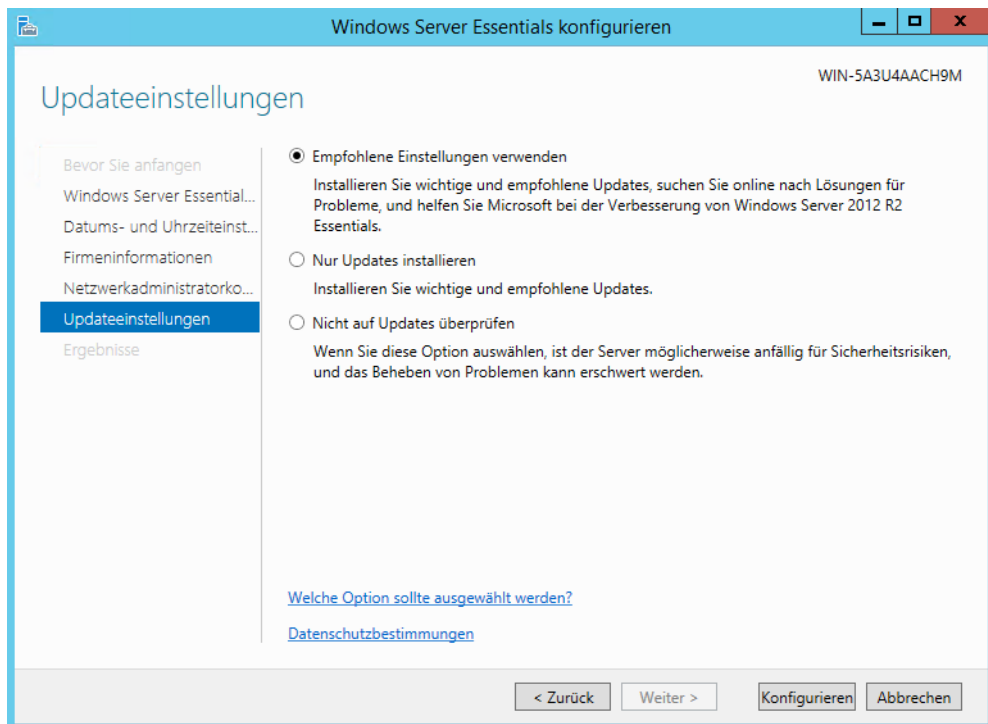 Windows Server Essentials konfigurieren
WIN-5A3U4AACH9M
Updateeinstellungen
Bevor Sie anfangen
Windows Server Essential...
Datums- und Uhrzeiteinst...
Firmeninformationen
Netzwerkadministratorko...
Updateeinstellungen
Ergebnisse
Empfohlene Einstellungen verwenden
Installieren Sie wichtige und empfohlene Updates, suchen Sie online nach Lösungen für
Probleme, und helfen Sie Microsoft bei der Verbesserung von Windows Server 2012 R2
Essentials.
Nur Updates installieren
Installieren Sie wichtige und empfohlene Updates.
Nicht auf Updates überprüfen
Wenn Sie diese Option auswählen, ist der Server möglicherweise anfällig für Sicherheitsrisiken,
und das Beheben von Problemen kann erschwert werden.
Welche Option sollte ausgewählt werden?
Datenschutzbestimmungen
< Zurück
Weiter >
Konfigurieren
Abbrechen